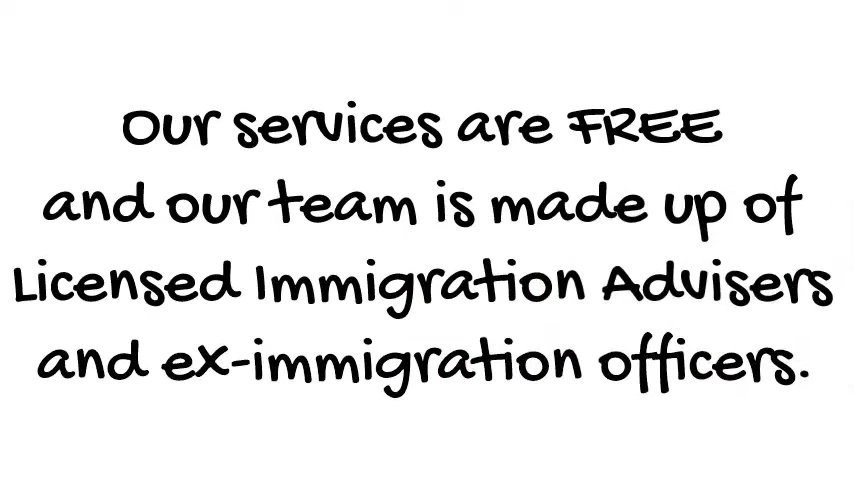 Our services are FREE
and our team is made up of
Licensed Immigration Advisers
and ex-immigration officers.